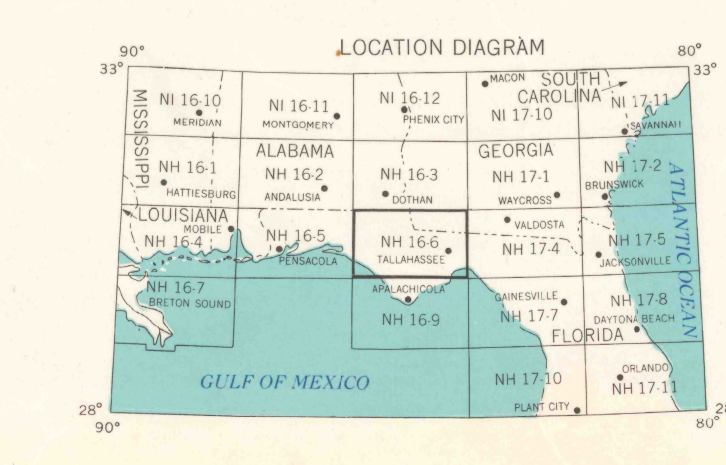 LOCATION DIAGRAM
90°
80°
33°
33°
MISSISSIPPI
NI 16-10
MERIDIAN
NI 16-11
MONTGOMERY
NI 16-12
PHENIX CITY
MACON
NI 17-10
SOUTH
CAROLINA
NI 17-11
SAVANNAH
NH 16-1
HATTIESBURG
ALABAMA
NH 16-2
ANDALUSIA
NH 16-3
DOTHAN
GEORGIA
NH 17-1
WAYCROSS
NH 17-2
BRUNSWICK
ATLANTIC OCEAN
LOUISIANA
MOBILE
NH 16-4
NH 16-5
PENSACOLA
NH 16-6
TALLAHASSEE
VALDOSTA
NH 17-4
NH 17-5
JACKSONVILLE
NH 16-7
BRETON SOUND
APALACHICOLA
NH 16-9
GAINESVILLE
NH 17-7
NH 17-8
DAYTONA BEACH
FLORIDA
GULF OF MEXICO
NH 17-10
PLANT CITY
ORLANDO
NH 17-11
28°
90°
28
80°